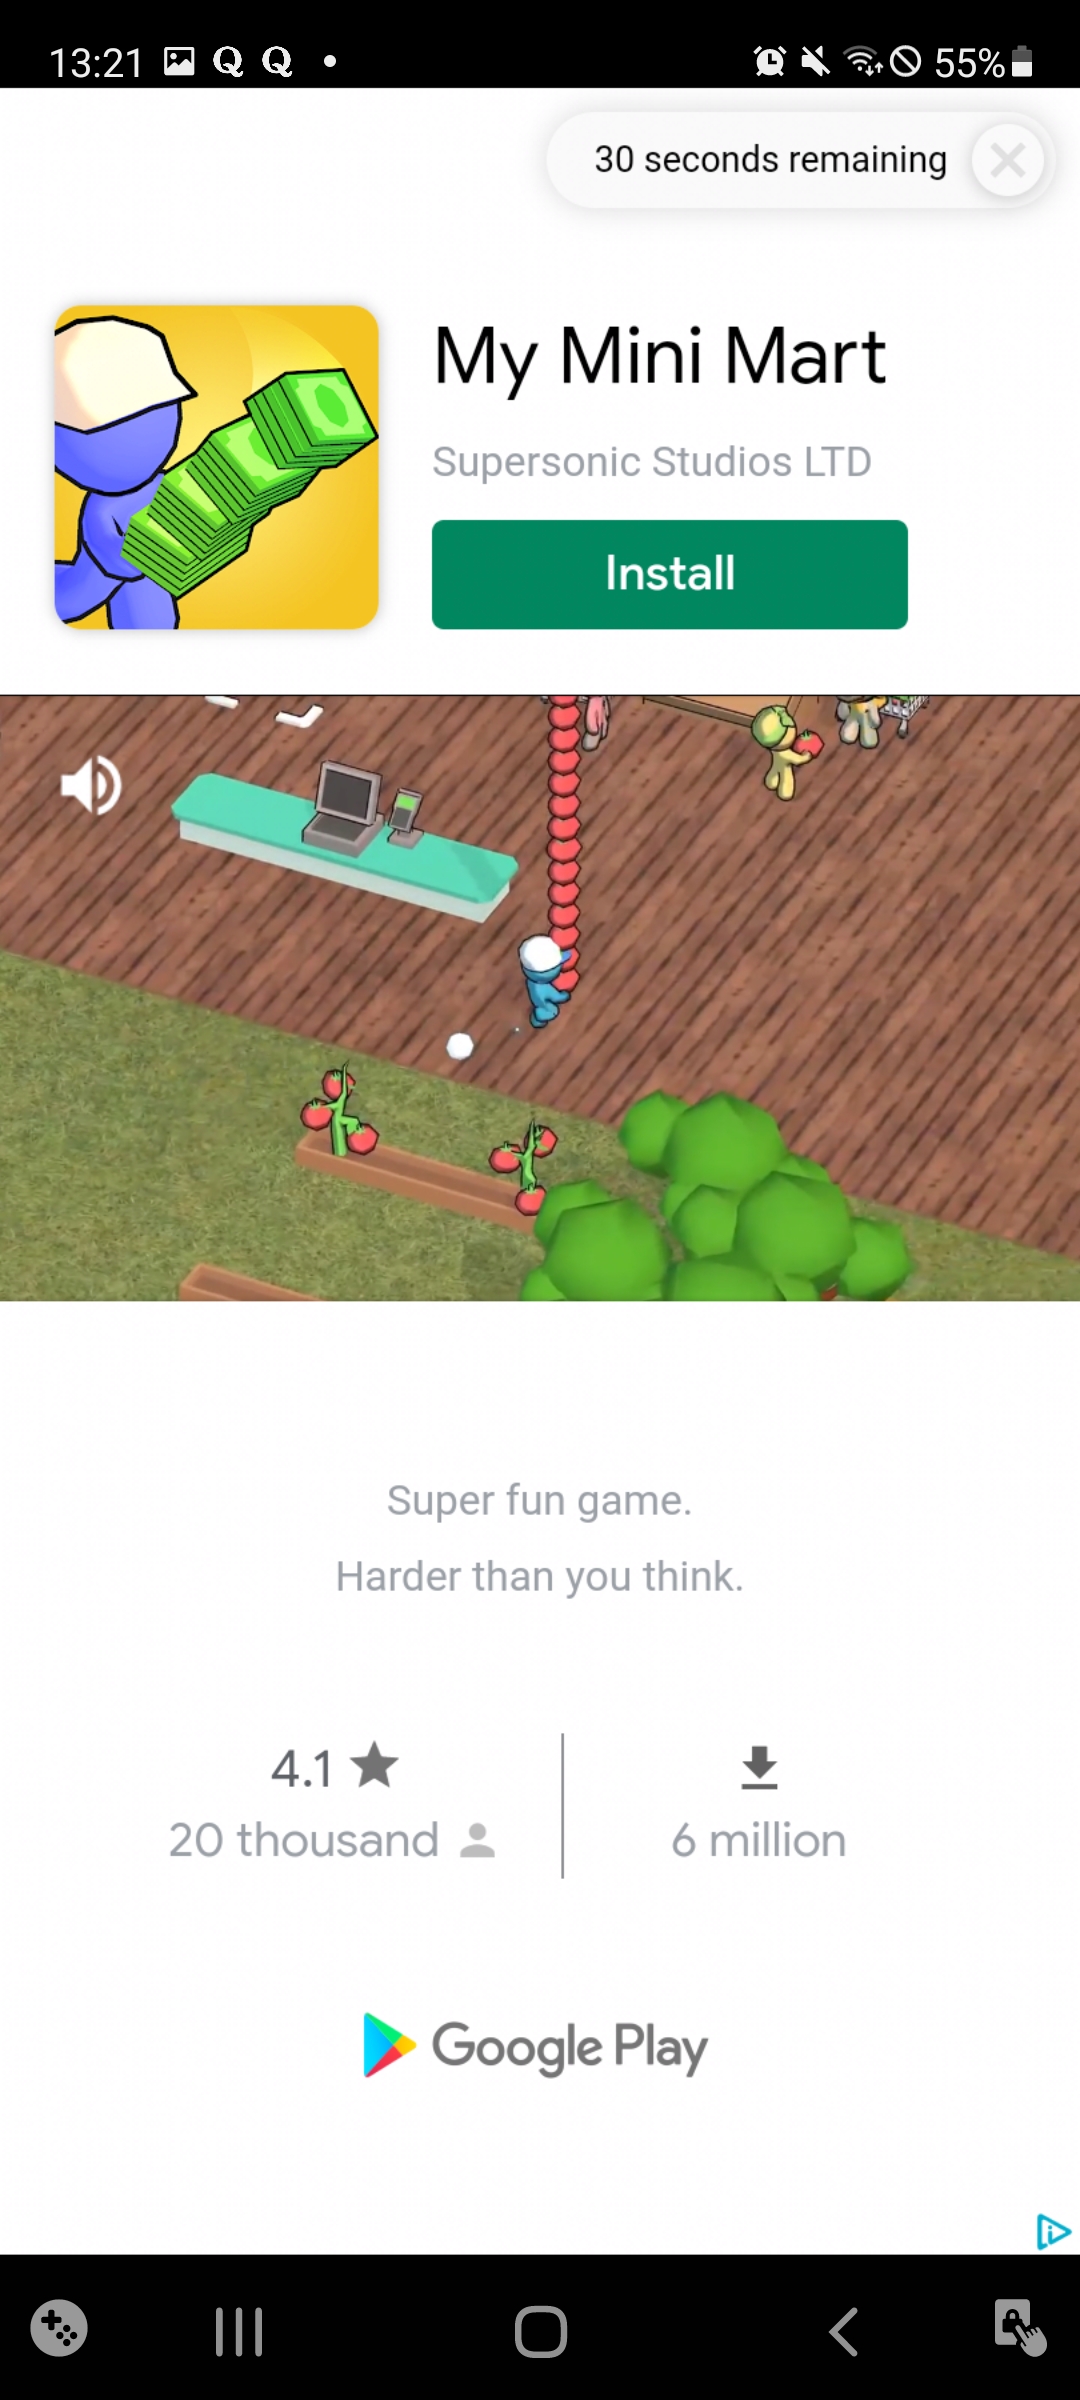 13:21
55%
30 seconds remaining
My Mini Mart
Supersonic Studios LTD
Install
Super fun game.
Harder than you think.
4.1
20 thousand
6 million
Google Play